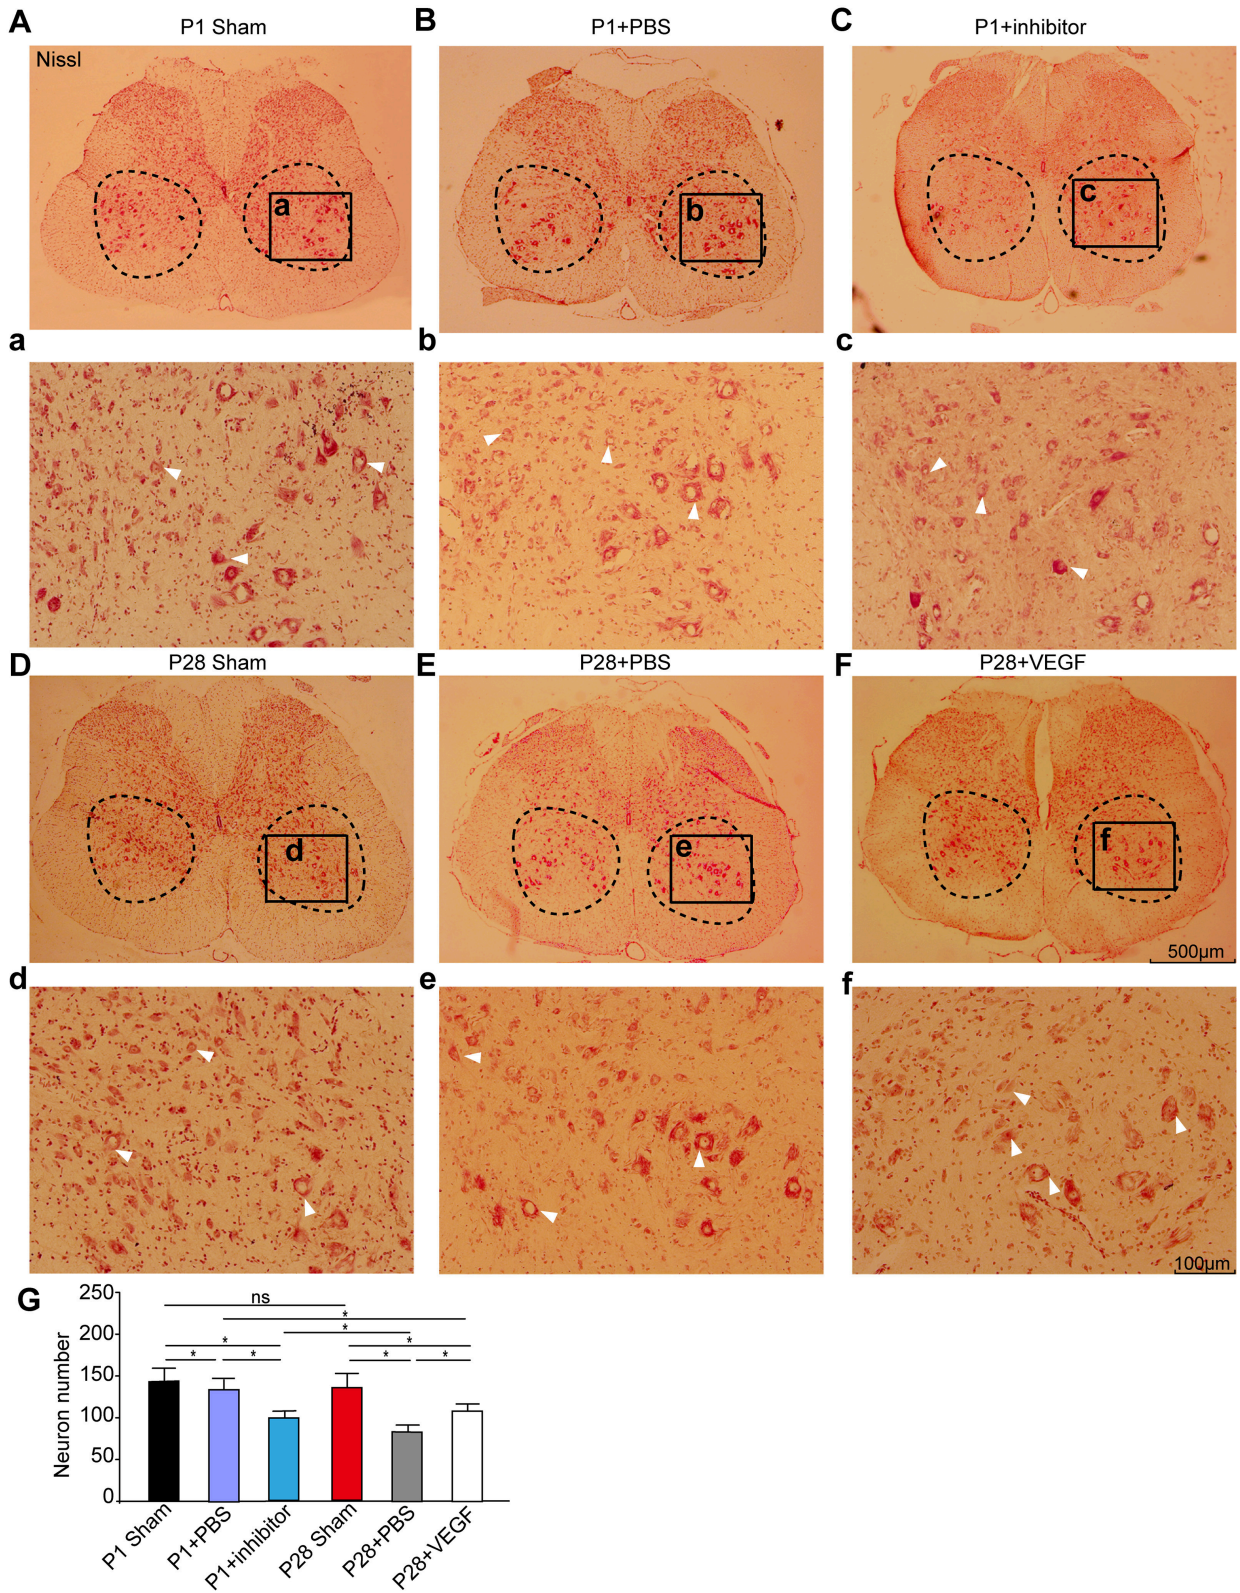 A P1 Sham
B P1+PBS
C P1+inhibitor
Nissl
a
b
c
a
b
c
D P28 Sham
E P28+PBS
F P28+VEGF
d
e
f
500µm
d
e
f
100µm
G
250
200
150
100
50
0
Neuron number
ns
*
*
*
*
*
*
*
*
P1 Sham
P1+PBS
P1+inhibitor
P28 Sham
P28+PBS
P28+VEGF